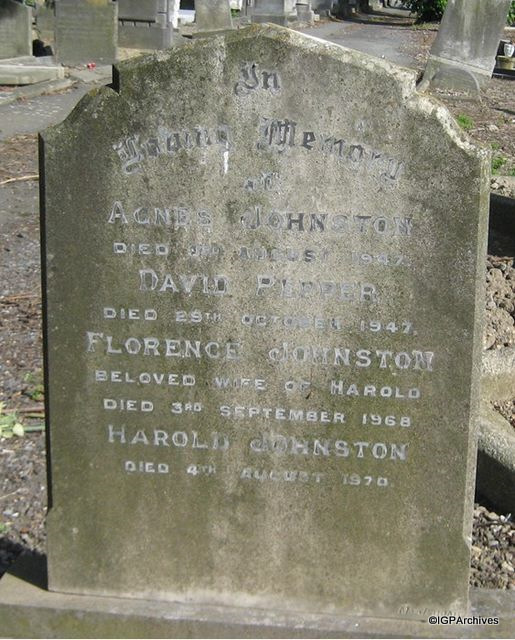 In
Loving Memory
of
AGNES JOHNSTON
DIED AUGUST 1947.
DAVID PEPPER
DIED 29TH OCTOBER 1947.
FLORENCE JOHNSTON
BELOVED WIFE OF HAROLD
DIED 3RD SEPTEMBER 1968
HAROLD JOHNSTON
DIED 4TH AUGUST 1970.
©IGPArchives